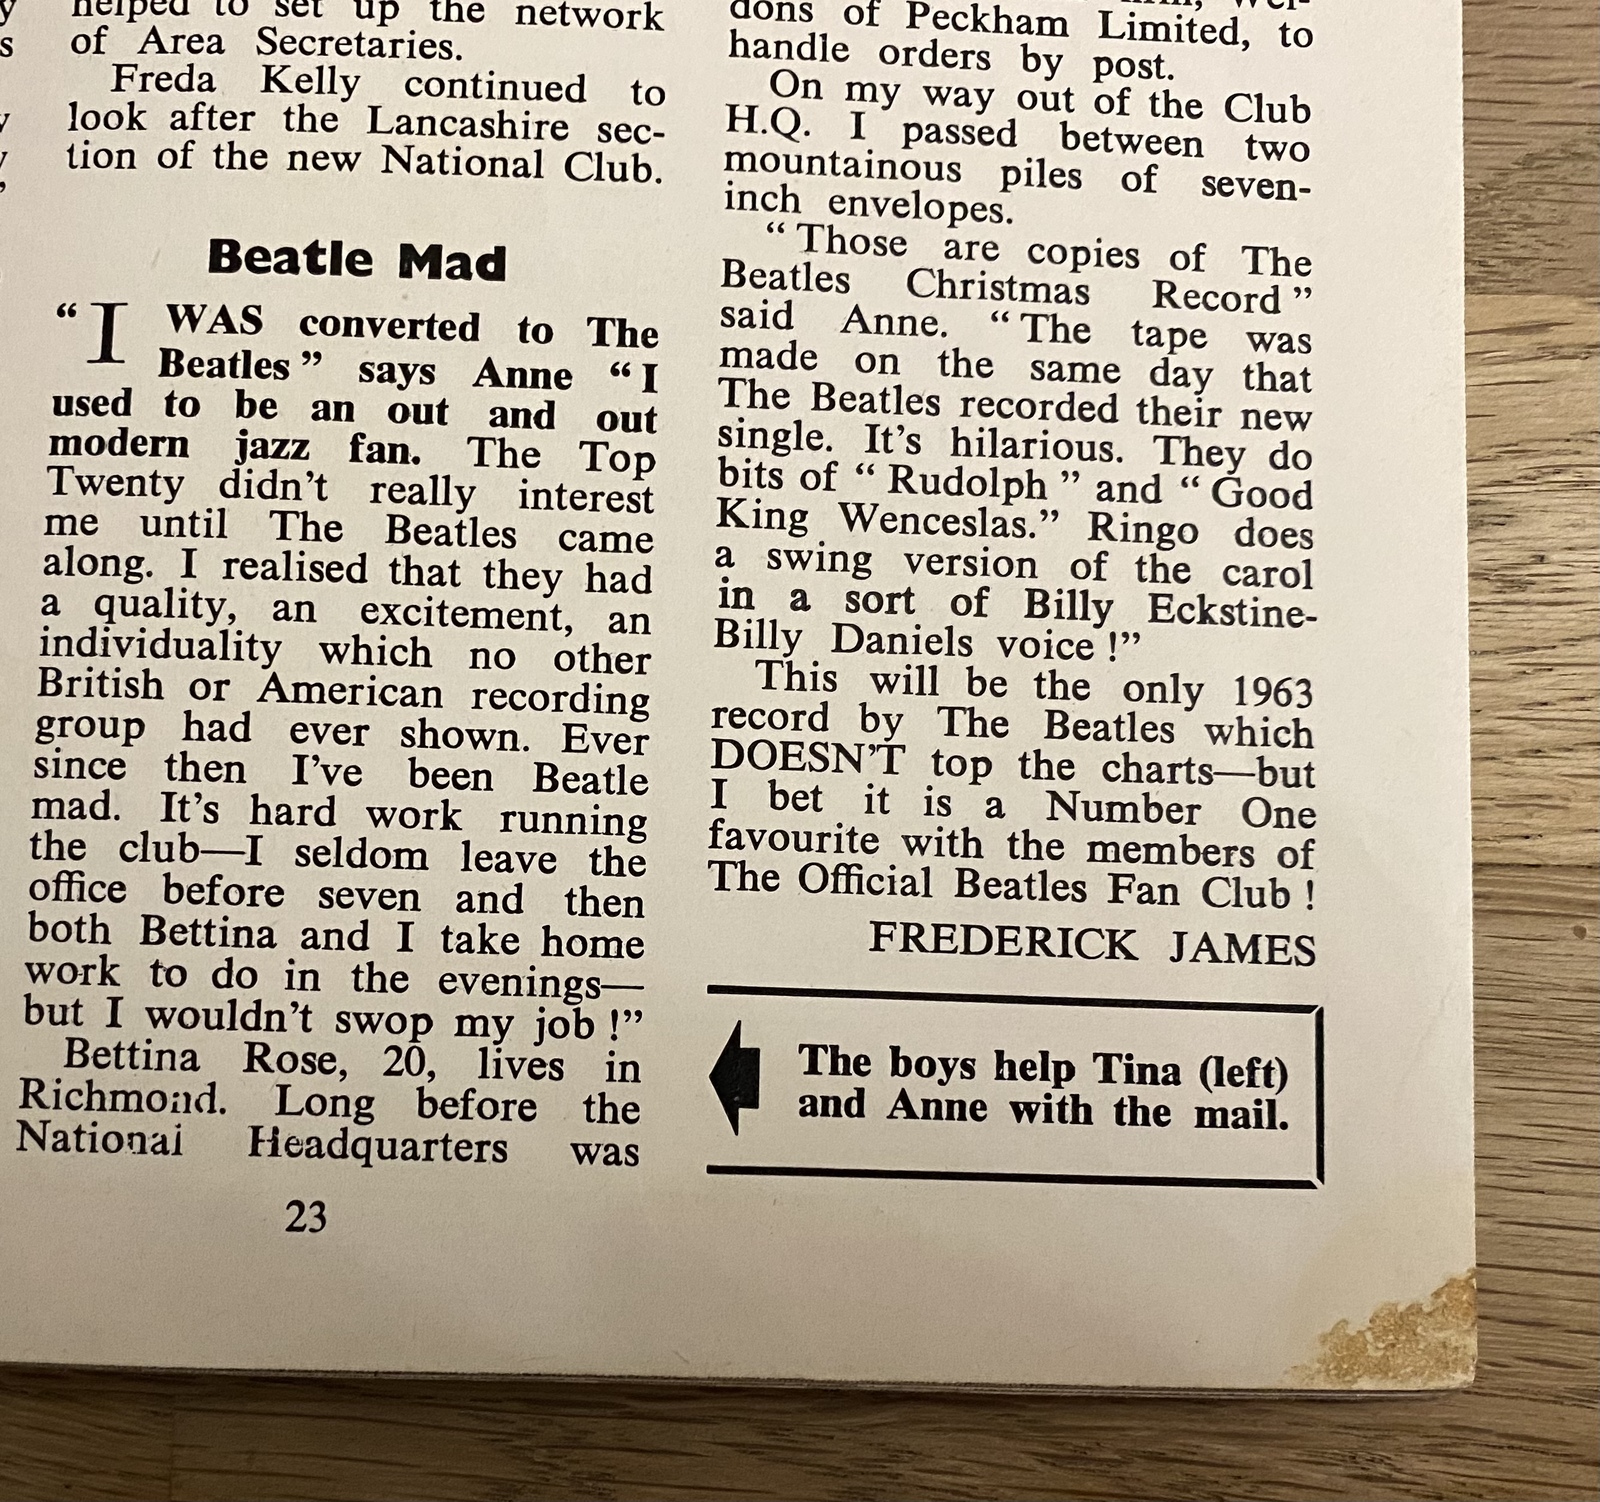 helped to set up the network
of Area Secretaries.
Freda Kelly continued to
look after the Lancashire sec-
tion of the new National Club.
Beatle Mad
“I WAS converted to The
Beatles” says Anne “I
used to be an out and out
modern jazz fan. The Top
Twenty didn’t really interest
me until The Beatles came
along. I realised that they had
a quality, an excitement, an
individuality which no other
British or American recording
group had ever shown. Ever
since then I’ve been Beatle
mad. It’s hard work running
the club—I seldom leave the
office before seven and then
both Bettina and I take home
work to do in the evenings—
but I wouldn’t swop my job !”
Bettina Rose, 20, lives in
Richmond. Long before the
National Headquarters was
23
dons of Peckham Limited, to
handle orders by post.
On my way out of the Club
H.Q. I passed between two
mountainous piles of seven-
inch envelopes.
“Those are copies of The
Beatles Christmas Record”
said Anne. “The tape was
made on the same day that
The Beatles recorded their new
single. It’s hilarious. They do
bits of “Rudolph” and “Good
King Wenceslas.” Ringo does
a swing version of the carol
in a sort of Billy Eckstine-
Billy Daniels voice !”
This will be the only 1963
record by The Beatles which
DOESN’T top the charts—but
I bet it is a Number One
favourite with the members of
The Official Beatles Fan Club !
FREDERICK JAMES
The boys help Tina (left)
and Anne with the mail.